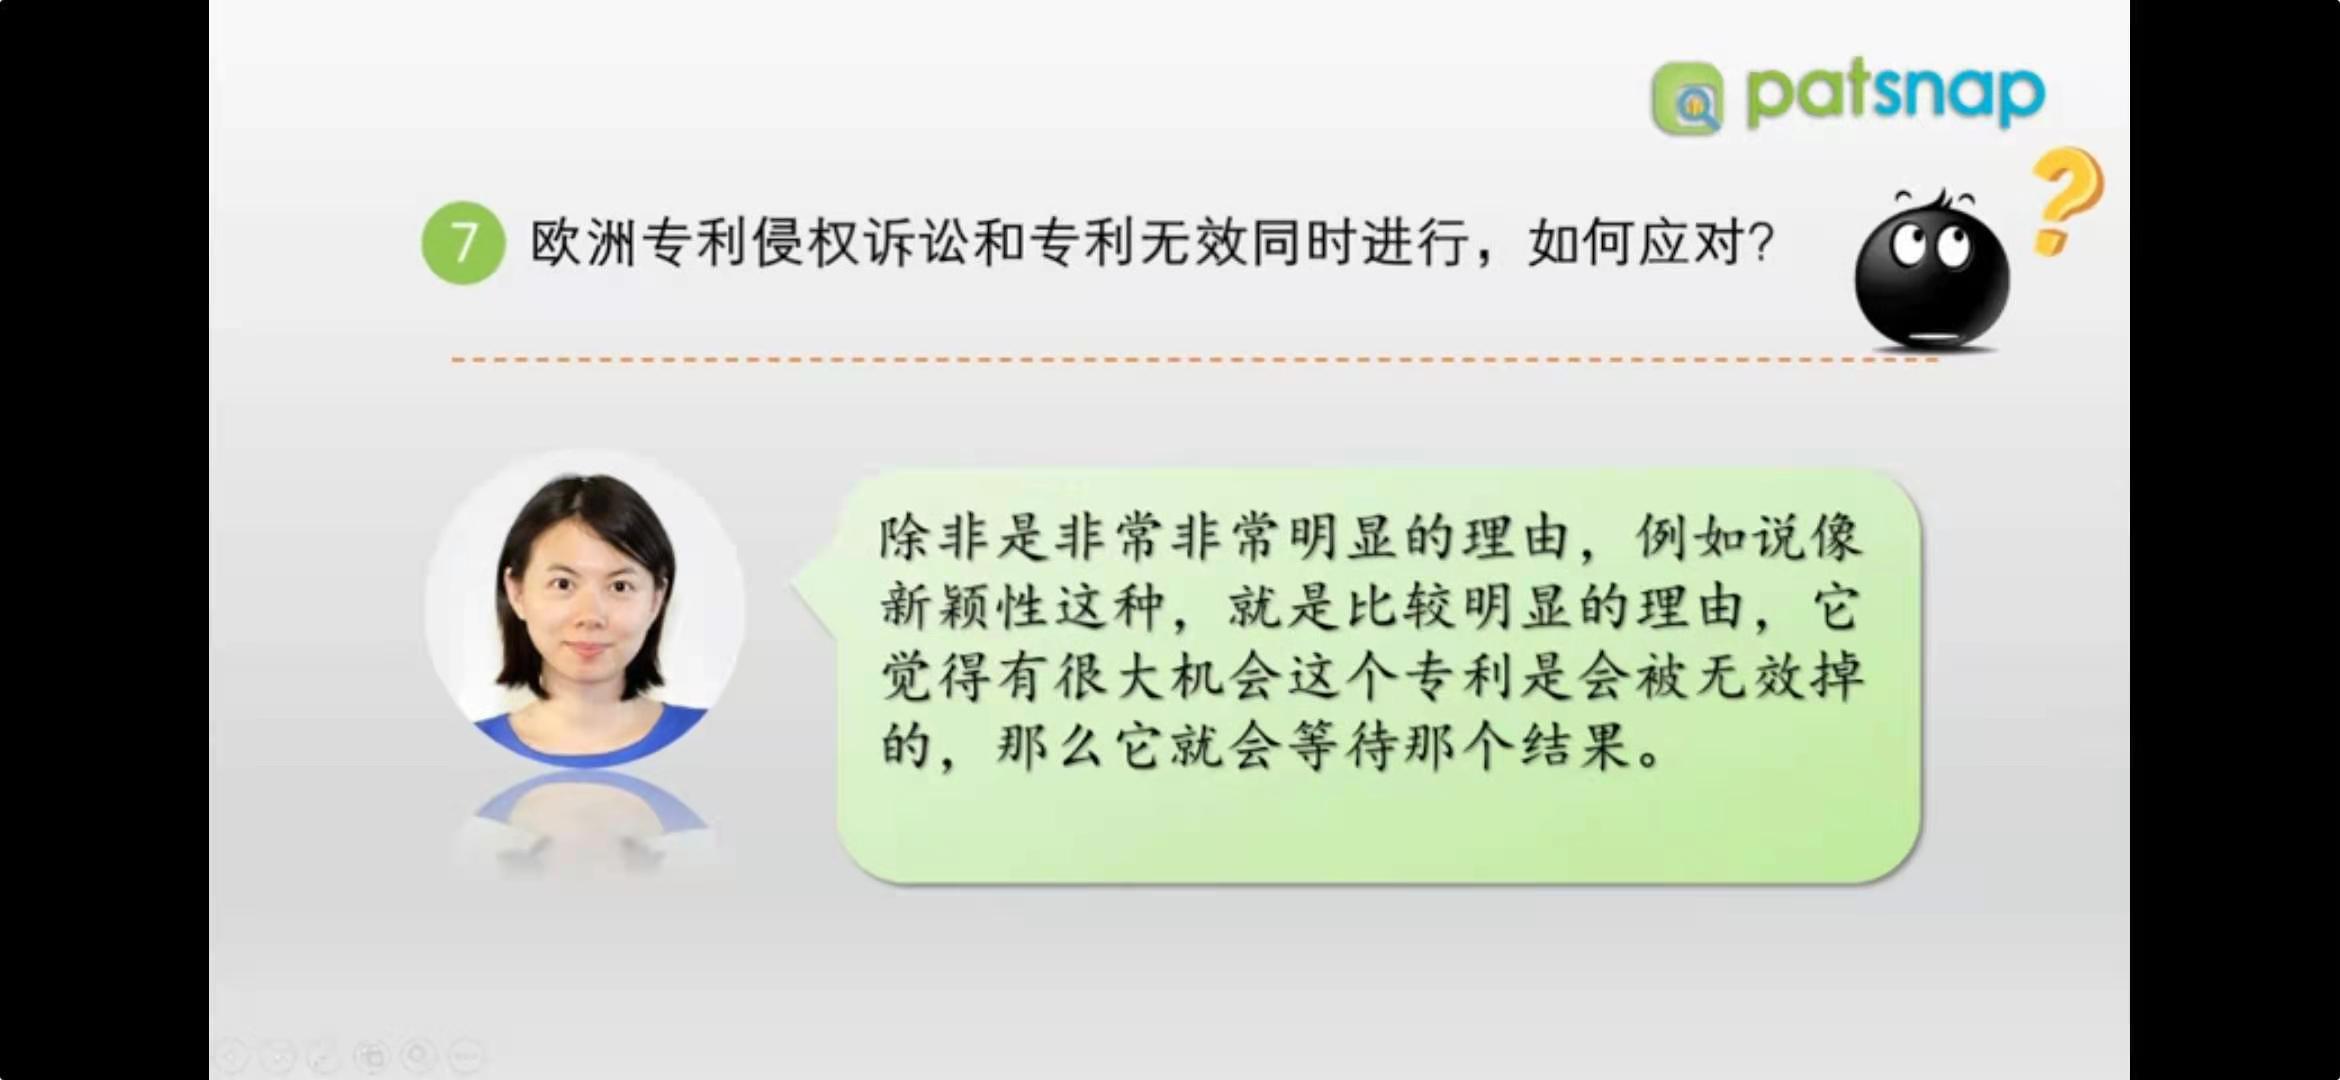 patsnap
7 欧洲专利侵权诉讼和专利无效同时进行，如何应对？
除非是非常非常明显的理由，例如说像
新颖性这种，就是比较明显的理由，它
觉得有很大机会这个专利是会被无效掉
的，那么它就会等待那个结果。